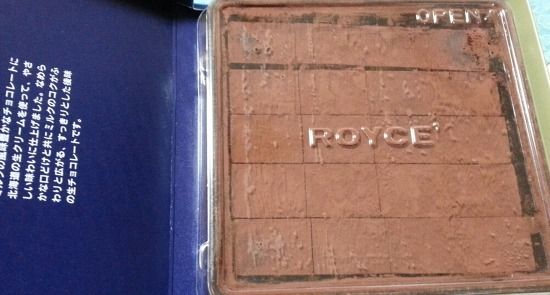 ミルクの風味豊かなチョコレートに
北海道の生クリームを使って、やさ
しい味わいに仕上げました。なめら
かな口どけと共にミルクのコクがふ
わりと広がる、すっきりとした後味
の生チョコレートです。
OPEN
ROYCE'